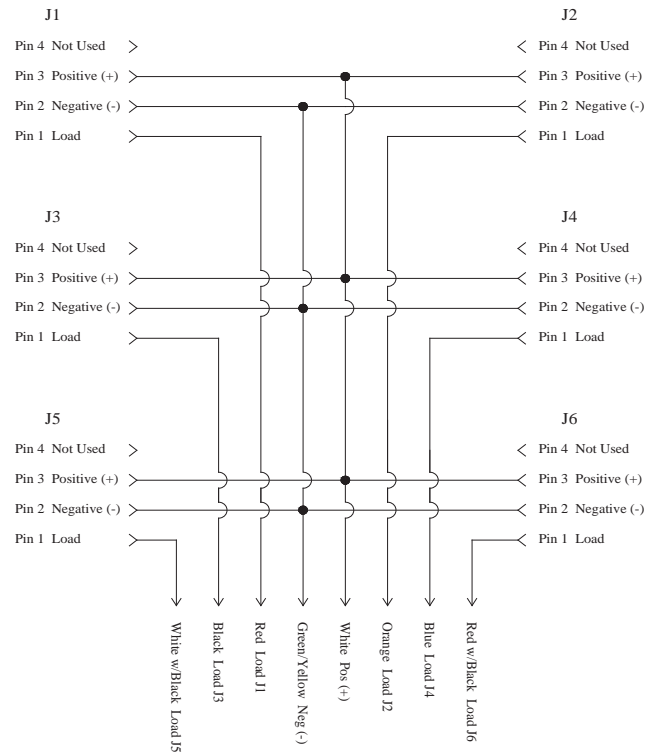 J1
Pin 4 Not Used
Pin 3 Positive (+)
Pin 2 Negative (-)
Pin 1 Load
J2
Pin 4 Not Used
Pin 3 Positive (+)
Pin 2 Negative (-)
Pin 1 Load
J3
Pin 4 Not Used
Pin 3 Positive (+)
Pin 2 Negative (-)
Pin 1 Load
J4
Pin 4 Not Used
Pin 3 Positive (+)
Pin 2 Negative (-)
Pin 1 Load
J5
Pin 4 Not Used
Pin 3 Positive (+)
Pin 2 Negative (-)
Pin 1 Load
J6
Pin 4 Not Used
Pin 3 Positive (+)
Pin 2 Negative (-)
Pin 1 Load
White w/Black Load J5
Black Load J3
Red Load J1
Green/Yellow Neg (-)
White Pos (+)
Orange Load J2
Blue Load J4
Red w/Black Load J6